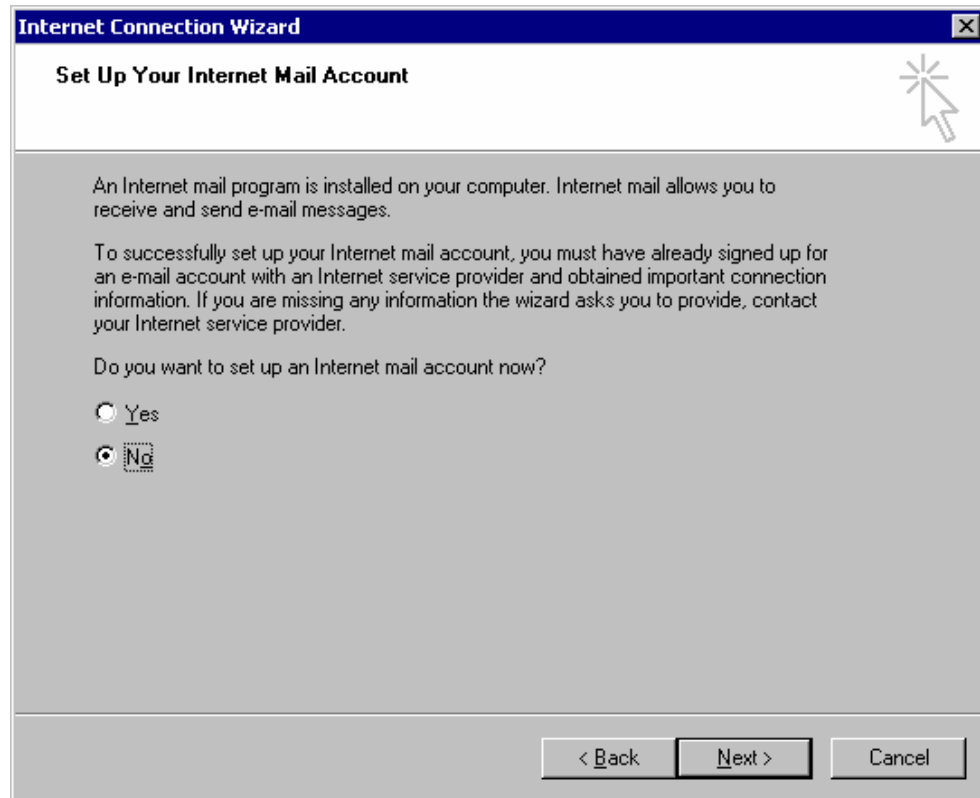 Internet Connection Wizard
Set Up Your Internet Mail Account
An Internet mail program is installed on your computer. Internet mail allows you to
receive and send e-mail messages.
To successfully set up your Internet mail account, you must have already signed up for
an e-mail account with an Internet service provider and obtained important connection
information. If you are missing any information the wizard asks you to provide, contact
your Internet service provider.
Do you want to set up an Internet mail account now?
Yes
No
< Back
Next >
Cancel